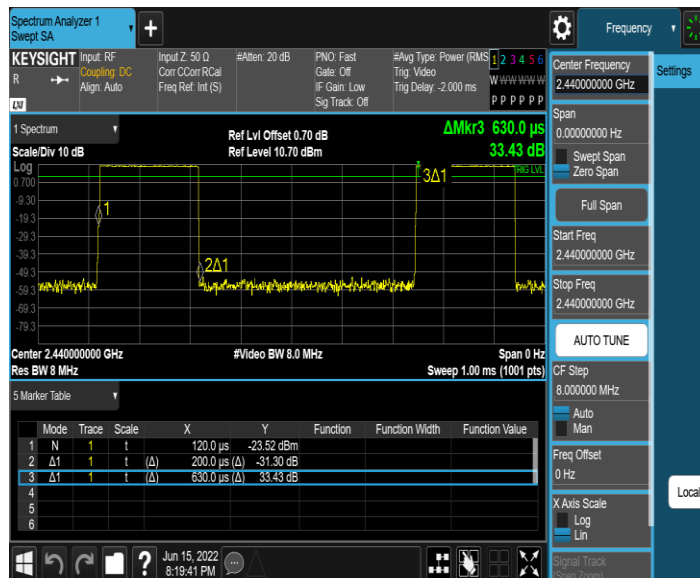 Spectrum Analyzer 1
Swept SA
Frequency
KEYSIGHT
R
LXI
Input: RF
Coupling: DC
Align: Auto
Input Z: 50 Ω
Corr CCorr RCal
Freq Ref: Int (S)
#Atten: 20 dB
PNO: Fast
Gate: Off
IF Gain: Low
Sig Track: Off
#Avg Type: Power (RMS
Trig: Video
Trig Delay: -2.000 ms
1 2 3 4 5 6
W W W W W W
P P P P P P
1 Spectrum
Scale/Div 10 dB
Log
Ref Lvl Offset 0.70 dB
Ref Level 10.70 dBm
ΔMkr3 630.0 µs
33.43 dB
TRIG LVL
0.700
-9.30
-19.3
-29.3
-39.3
-49.3
-59.3
-69.3
-79.3
1
2Δ1
3Δ1
Center 2.440000000 GHz
#Video BW 8.0 MHz
Span 0 Hz
Res BW 8 MHz
Sweep 1.00 ms (1001 pts)
5 Marker Table
Mode Trace Scale X Y Function Function Width Function Value
1 N 1 t 120.0 µs -23.52 dBm
2 Δ1 1 t (Δ) 200.0 µs (Δ) -31.30 dB
3 Δ1 1 t (Δ) 630.0 µs (Δ) 33.43 dB
4
5
6
Jun 15, 2022
8:19:41 PM
Center Frequency
2.440000000 GHz
Span
0.00000000 Hz
Swept Span
Zero Span
Full Span
Start Freq
2.440000000 GHz
Stop Freq
2.440000000 GHz
AUTO TUNE
CF Step
8.000000 MHz
Auto
Man
Freq Offset
0 Hz
X Axis Scale
Log
Lin
Signal Track
(Span Zoom)
Settings
Local